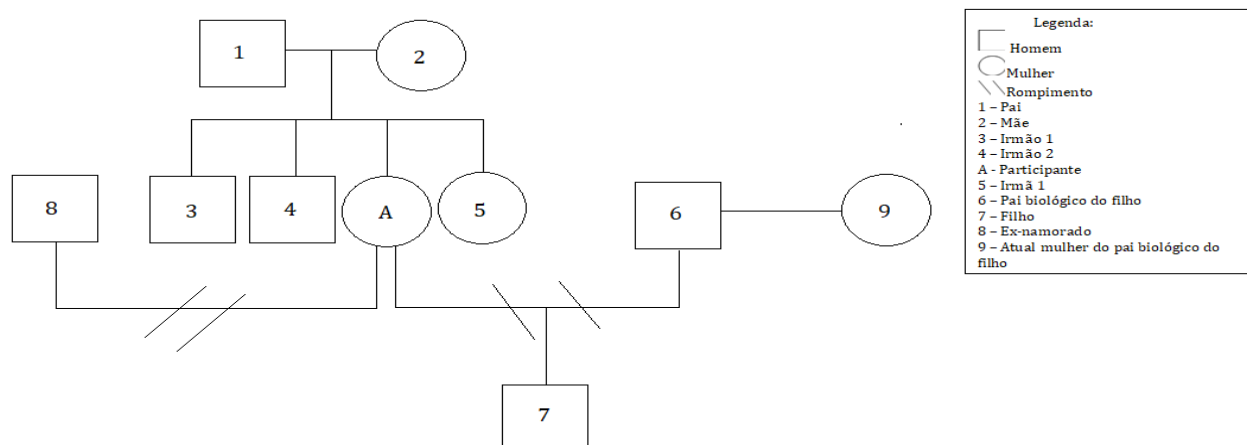 1
2
8
3
4
A
5
6
9
7
Legenda:
Homem
Mulher
Rompimento
1 – Pai
2 – Mãe
3 – Irmão 1
4 – Irmão 2
A - Participante
5 – Irmã 1
6 – Pai biológico do filho
7 – Filho
8 – Ex-namorado
9 – Atual mulher do pai biológico do
filho